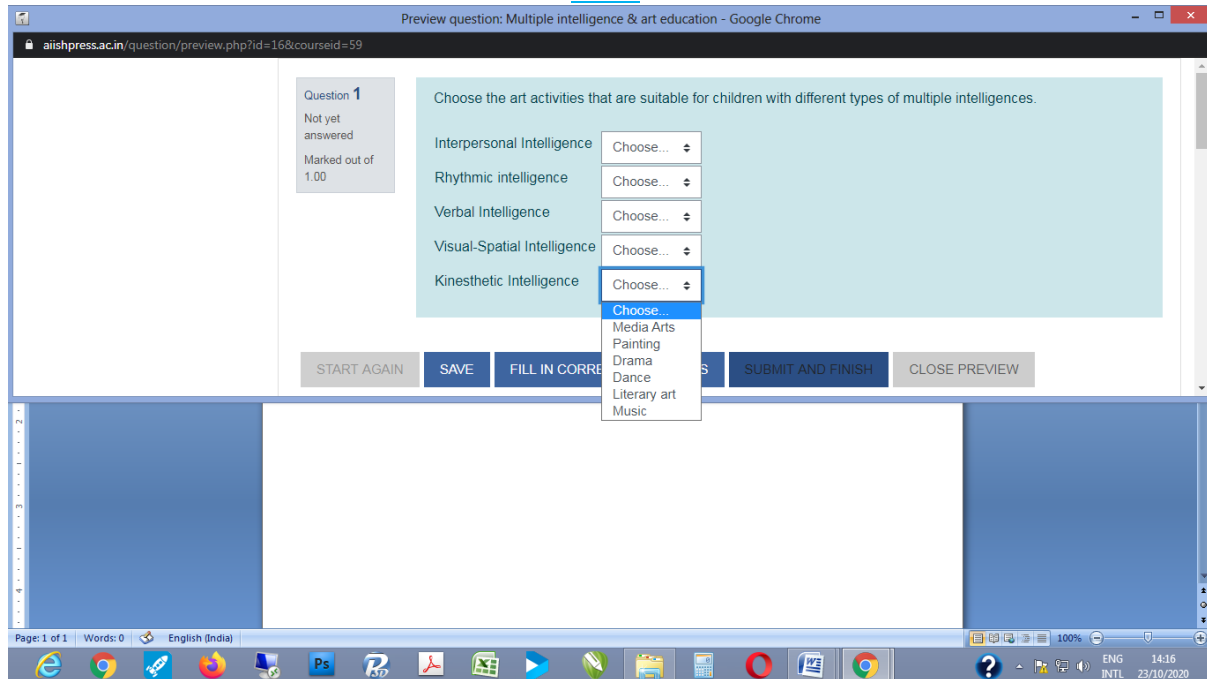 Preview question: Multiple intelligence & art education - Google Chrome
aiishpress.ac.in/question/preview.php?id=16&courseid=59
Question 1
Not yet
answered
Marked out of
1.00
Choose the art activities that are suitable for children with different types of multiple intelligences.
Interpersonal Intelligence Choose...
Rhythmic intelligence Choose...
Verbal Intelligence Choose...
Visual-Spatial Intelligence Choose...
Kinesthetic Intelligence Choose...
Choose...
Media Arts
Painting
Drama
Dance
Literary art
Music
START AGAIN SAVE FILL IN CORRE S SUBMIT AND FINISH CLOSE PREVIEW
2
3
4
Page: 1 of 1 Words: 0 English (India) 100%
Ps
ENG 14:16
INTL 23/10/2020